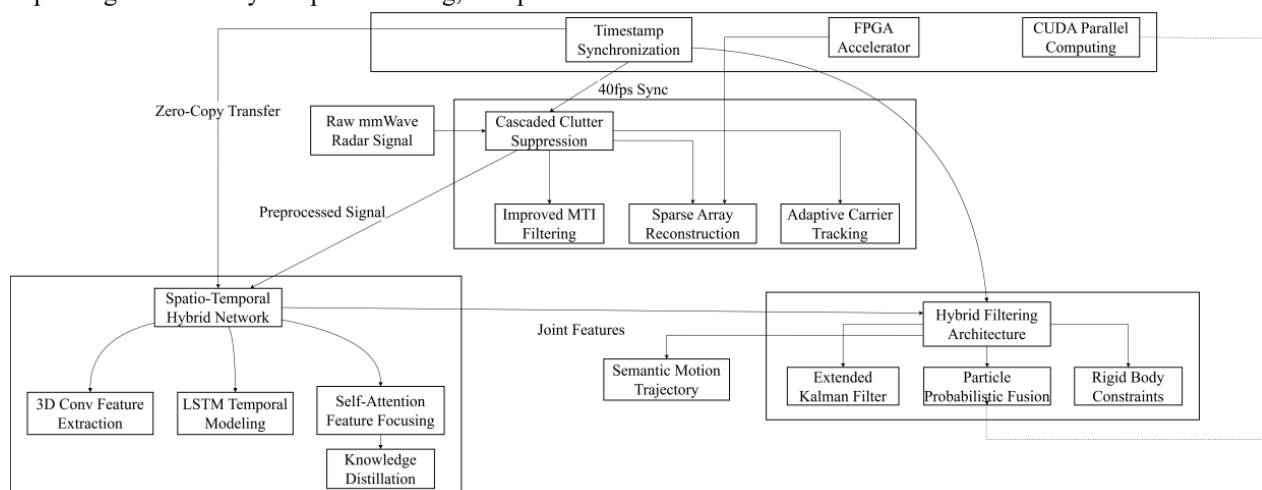 Timestamp
Synchronization
FPGA
Accelerator
CUDA Parallel
Computing
Zero-Copy Transfer
40fps Sync
Raw mmWave
Radar Signal
Cascaded Clutter
Suppression
Preprocessed Signal
Improved MTI
Filtering
Sparse Array
Reconstruction
Adaptive Carrier
Tracking
Spatio-Temporal
Hybrid Network
Joint Features
Hybrid Filtering
Architecture
Semantic Motion
Trajectory
Extended
Kalman Filter
Particle
Probabilistic Fusion
Rigid Body
Constraints
3D Conv Feature
Extraction
LSTM Temporal
Modeling
Self-Attention
Feature Focusing
Knowledge
Distillation